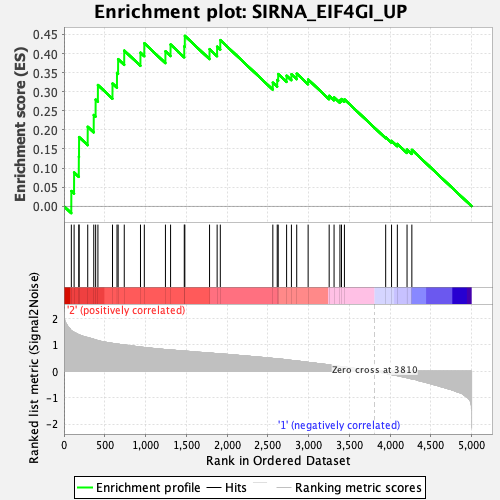 Enrichment plot: SIRNA_EIF4GI_UP
Enrichment score (ES)
0.45
0.40
0.35
0.30
0.25
0.20
0.15
0.10
0.05
0.00
Ranked list metric (Signal2Noise)
'2' (positively correlated)
2
1
0
-1
-2
Zero cross at 3810
'1' (negatively correlated)
0 500 1,000 1,500 2,000 2,500 3,000 3,500 4,000 4,500 5,000
Rank in Ordered Dataset
Enrichment profile Hits Ranking metric scores